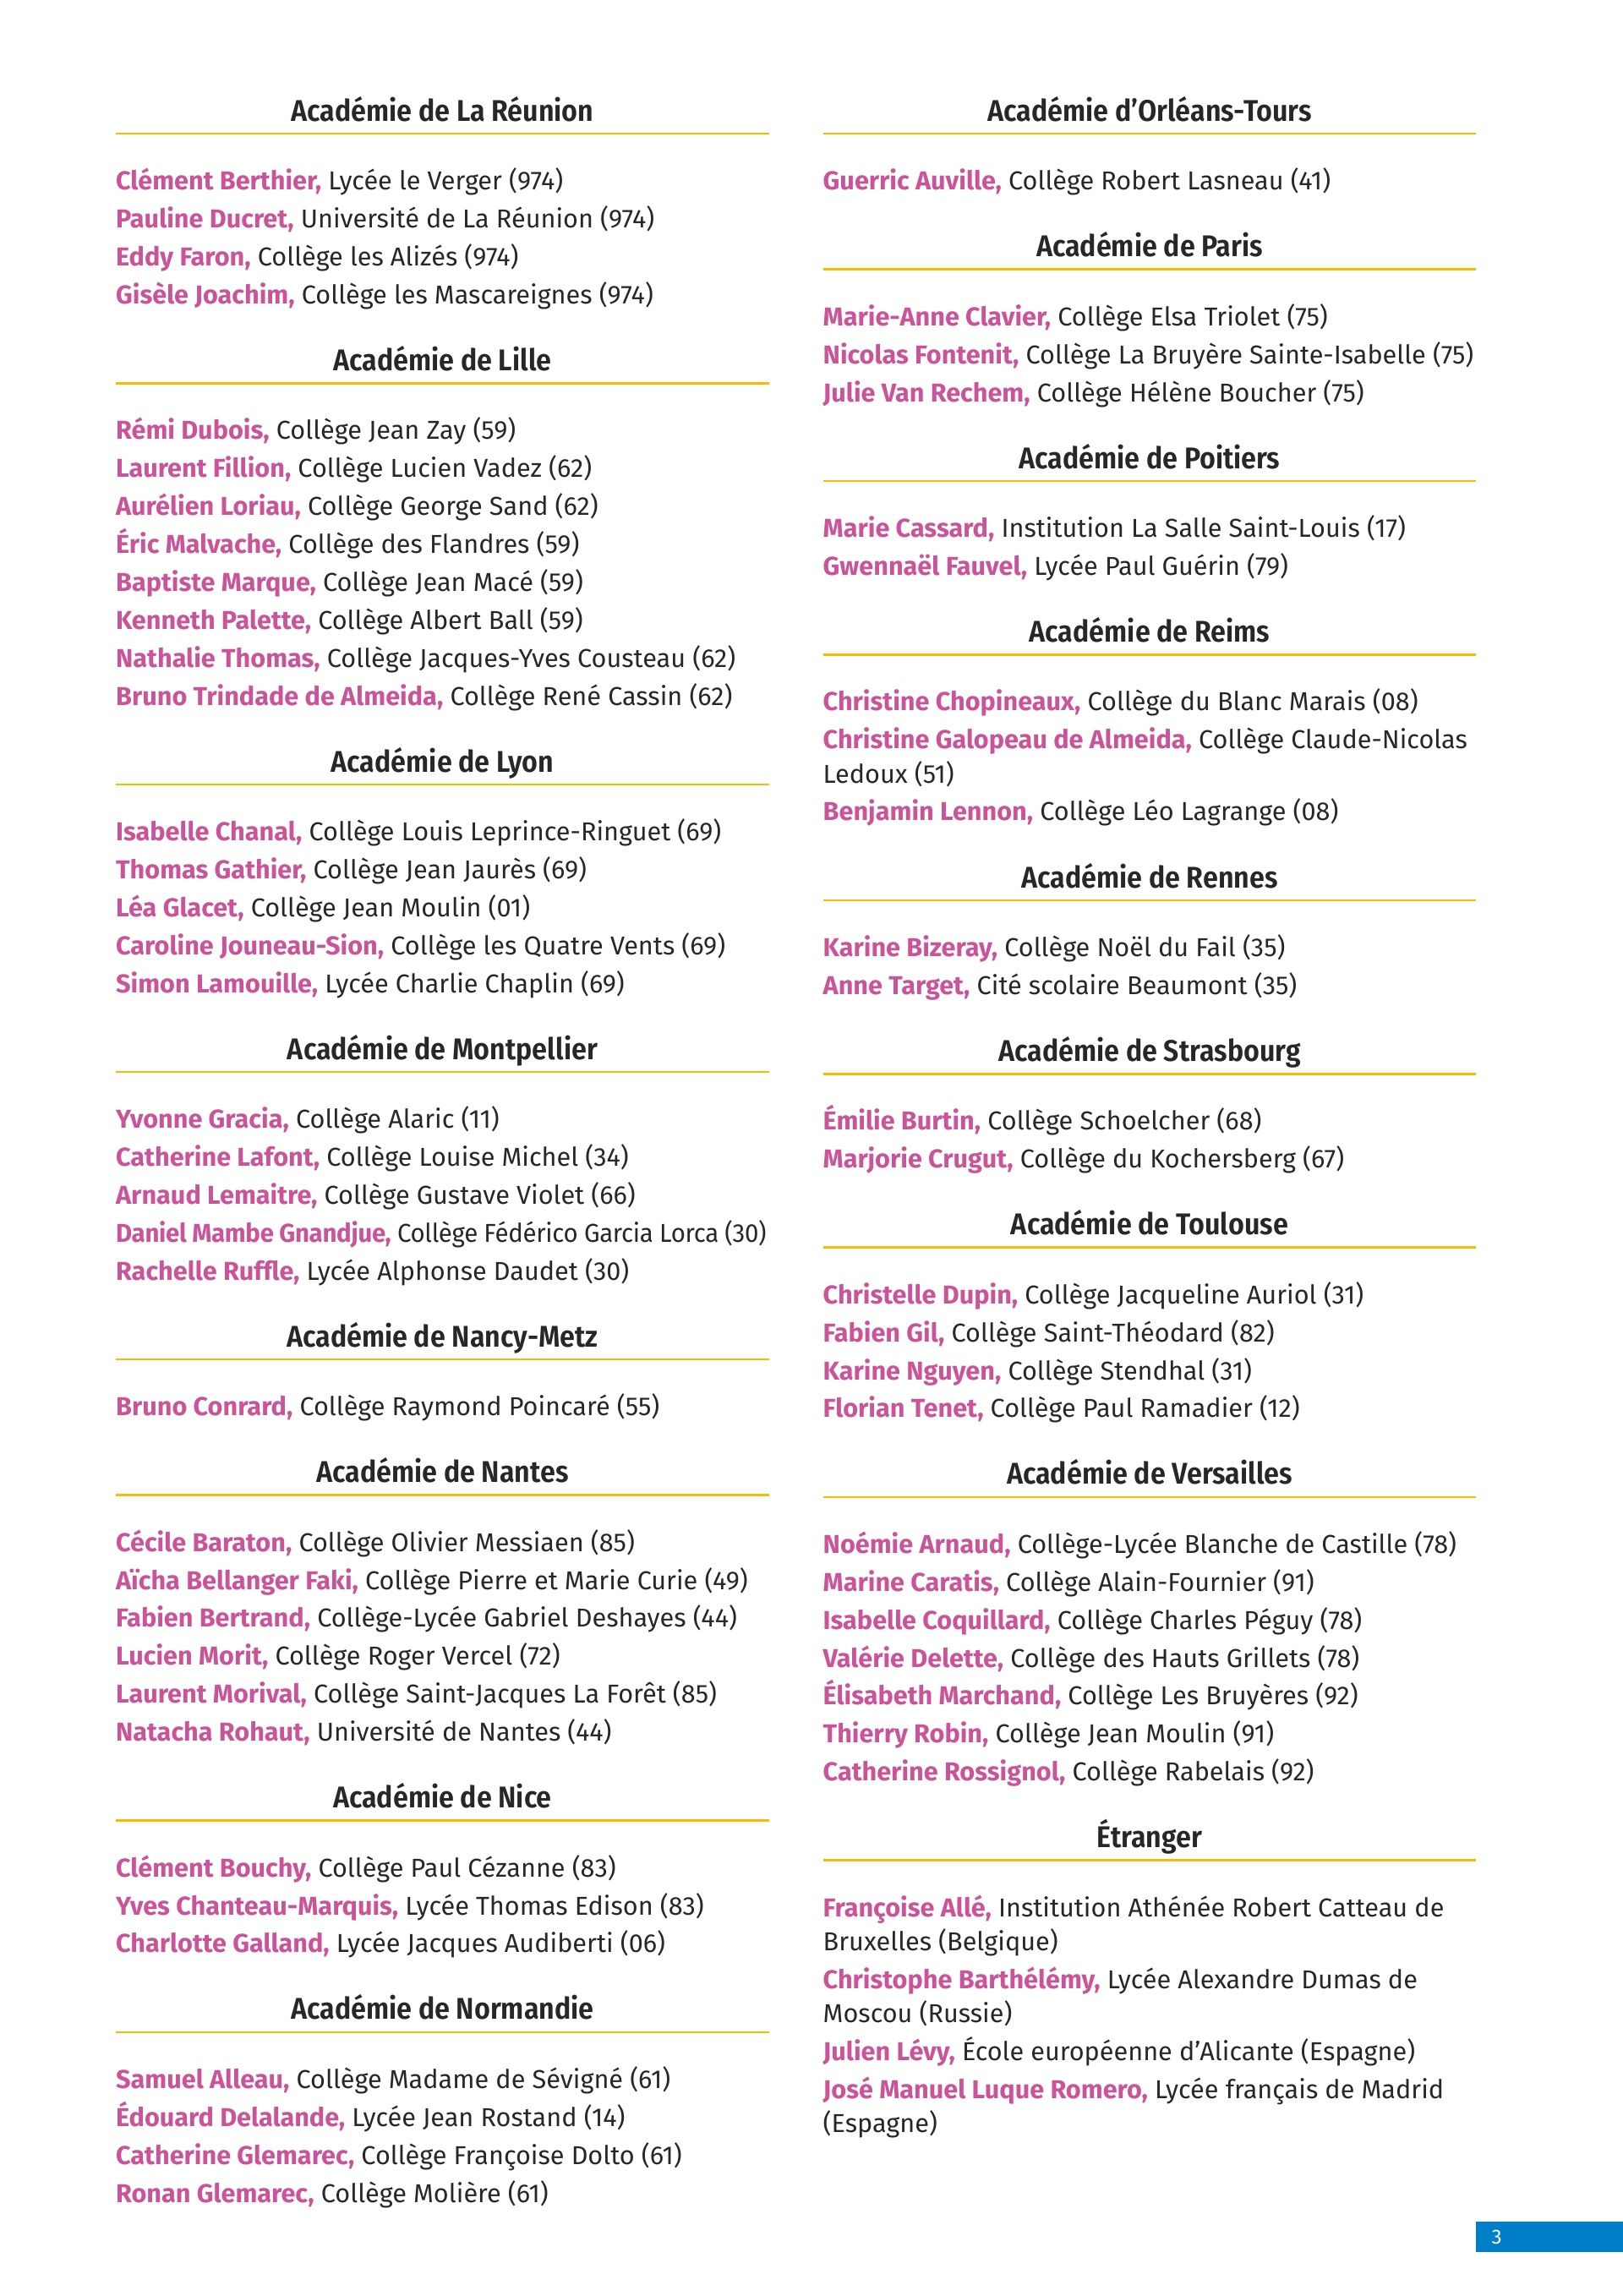 Académie de La Réunion
Clément Berthier, Lycée le Verger (974)
Pauline Ducret, Université de La Réunion (974)
Eddy Faron, Collège les Alizés (974)
Gisèle Joachim, Collège les Mascareignes (974)
Académie de Lille
Rémi Dubois, Collège Jean Zay (59)
Laurent Fillion, Collège Lucien Vadez (62)
Aurélien Loriau, Collège George Sand (62)
Éric Malvache, Collège des Flandres (59)
Baptiste Marque, Collège Jean Macé (59)
Kenneth Palette, Collège Albert Ball (59)
Nathalie Thomas, Collège Jacques-Yves Cousteau (62)
Bruno Trindade de Almeida, Collège René Cassin (62)
Académie de Lyon
Isabelle Chanal, Collège Louis Leprince-Ringuet (69)
Thomas Gathier, Collège Jean Jaurès (69)
Léa Glacet, Collège Jean Moulin (01)
Caroline Jouneau-Sion, Collège les Quatre Vents (69)
Simon Lamouille, Lycée Charlie Chaplin (69)
Académie de Montpellier
Yvonne Gracia, Collège Alaric (11)
Catherine Lafont, Collège Louise Michel (34)
Arnaud Lemaitre, Collège Gustave Violet (66)
Daniel Mambe Gnandjue, Collège Fédérico Garcia Lorca (30)
Rachelle Ruffle, Lycée Alphonse Daudet (30)
Académie de Nancy-Metz
Bruno Conrard, Collège Raymond Poincaré (55)
Académie de Nantes
Cécile Baraton, Collège Olivier Messiaen (85)
Aïcha Bellanger Faki, Collège Pierre et Marie Curie (49)
Fabien Bertrand, Collège-Lycée Gabriel Deshayes (44)
Lucien Morit, Collège Roger Vercel (72)
Laurent Morival, Collège Saint-Jacques La Forêt (85)
Natacha Rohaut, Université de Nantes (44)
Académie de Nice
Clément Bouchy, Collège Paul Cézanne (83)
Yves Chanteau-Marquis, Lycée Thomas Edison (83)
Charlotte Galland, Lycée Jacques Audiberti (06)
Académie de Normandie
Samuel Alleau, Collège Madame de Sévigné (61)
Édouard Delalande, Lycée Jean Rostand (14)
Catherine Glemarec, Collège Françoise Dolto (61)
Ronan Glemarec, Collège Molière (61)
Académie d’Orléans-Tours
Guerric Auville, Collège Robert Lasneau (41)
Académie de Paris
Marie-Anne Clavier, Collège Elsa Triolet (75)
Nicolas Fontenit, Collège La Bruyère Sainte-Isabelle (75)
Julie Van Rechem, Collège Hélène Boucher (75)
Académie de Poitiers
Marie Cassard, Institution La Salle Saint-Louis (17)
Gwennaël Fauvel, Lycée Paul Guérin (79)
Académie de Reims
Christine Chopineaux, Collège du Blanc Marais (08)
Christine Galopeau de Almeida, Collège Claude-Nicolas
Ledoux (51)
Benjamin Lennon, Collège Léo Lagrange (08)
Académie de Rennes
Karine Bizeray, Collège Noël du Fail (35)
Anne Target, Cité scolaire Beaumont (35)
Académie de Strasbourg
Émilie Burtin, Collège Schoelcher (68)
Marjorie Crugut, Collège du Kochersberg (67)
Académie de Toulouse
Christelle Dupin, Collège Jacqueline Auriol (31)
Fabien Gil, Collège Saint-Théodard (82)
Karine Nguyen, Collège Stendhal (31)
Florian Tenet, Collège Paul Ramadier (12)
Académie de Versailles
Noémie Arnaud, Collège-Lycée Blanche de Castille (78)
Marine Caratis, Collège Alain-Fournier (91)
Isabelle Coquillard, Collège Charles Péguy (78)
Valérie Delette, Collège des Hauts Grillets (78)
Élisabeth Marchand, Collège Les Bruyères (92)
Thierry Robin, Collège Jean Moulin (91)
Catherine Rossignol, Collège Rabelais (92)
Étranger
Françoise Allé, Institution Athénée Robert Catteau de
Bruxelles (Belgique)
Christophe Barthélémy, Lycée Alexandre Dumas de
Moscou (Russie)
Julien Lévy, École européenne d’Alicante (Espagne)
José Manuel Luque Romero, Lycée français de Madrid
(Espagne)
3